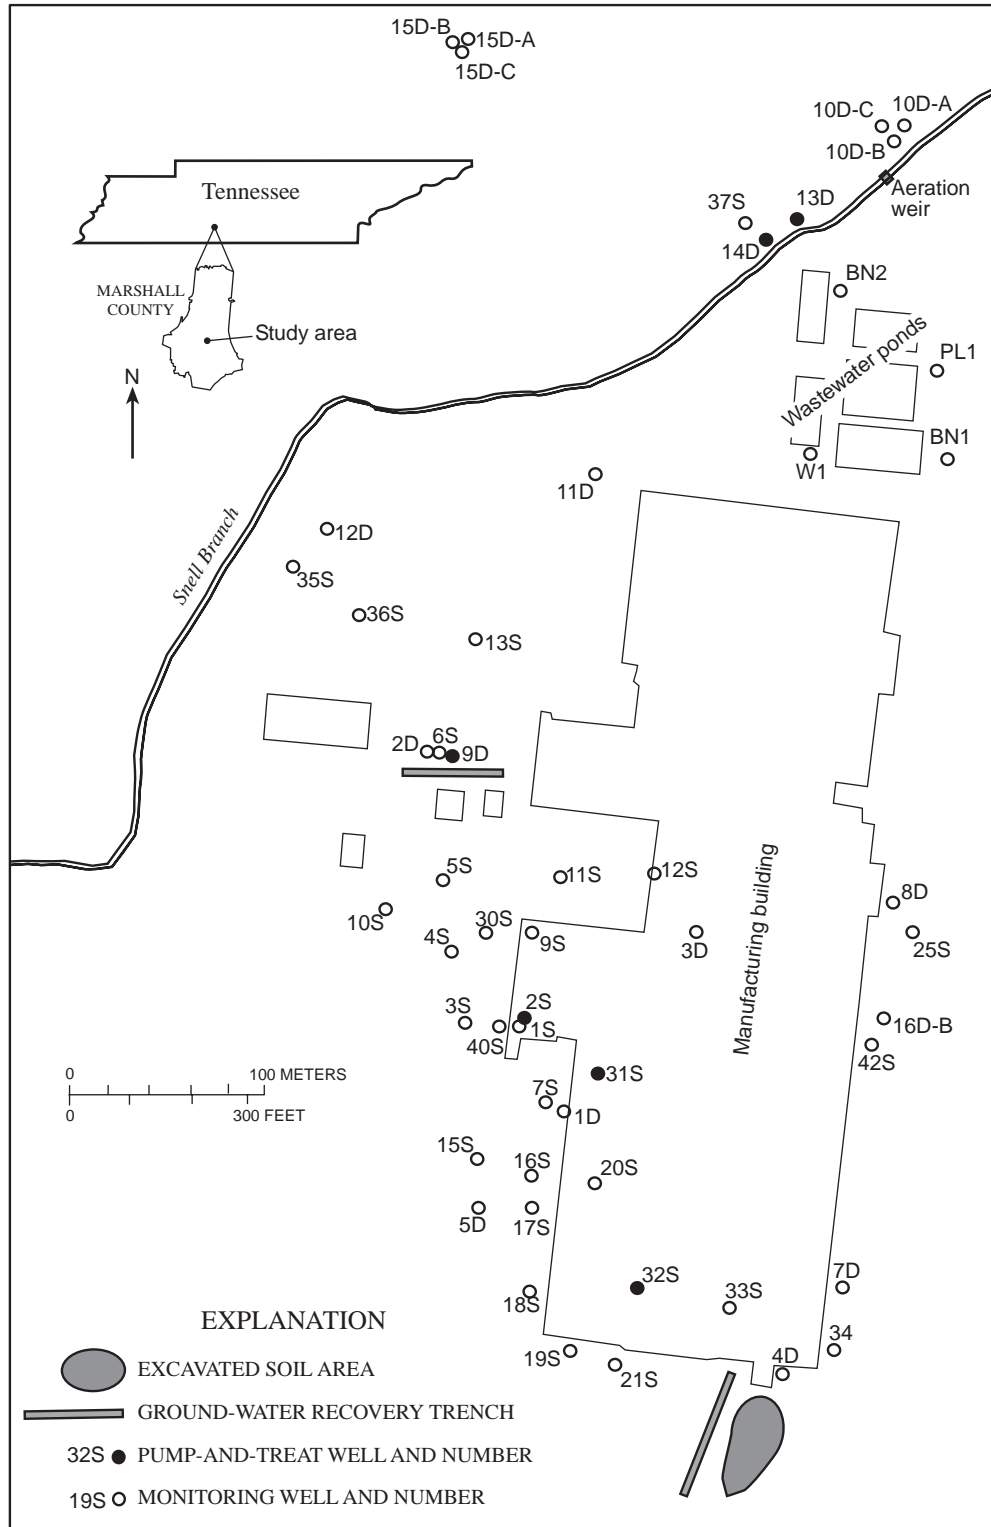 15D-B
15D-A
15D-C
10D-C
10D-A
10D-B
Aeration
weir
Tennessee
37S
13D
14D
MARSHALL
COUNTY
Study area
BN2
N
Wastewater ponds
PL1
BN1
W1
11D
Snell Branch
12D
35S
36S
13S
2D
6S
9D
5S
11S
12S
Manufacturing building
8D
10S
30S
4S
9S
3D
25S
2S
3S
1S
40S
16D-B
42S
0
100 METERS
0
300 FEET
31S
7S
1D
15S
16S
20S
5D
17S
32S
7D
18S
33S
34
19S
21S
4D
EXPLANATION
EXCAVATED SOIL AREA
GROUND-WATER RECOVERY TRENCH
32S PUMP-AND-TREAT WELL AND NUMBER
19S MONITORING WELL AND NUMBER